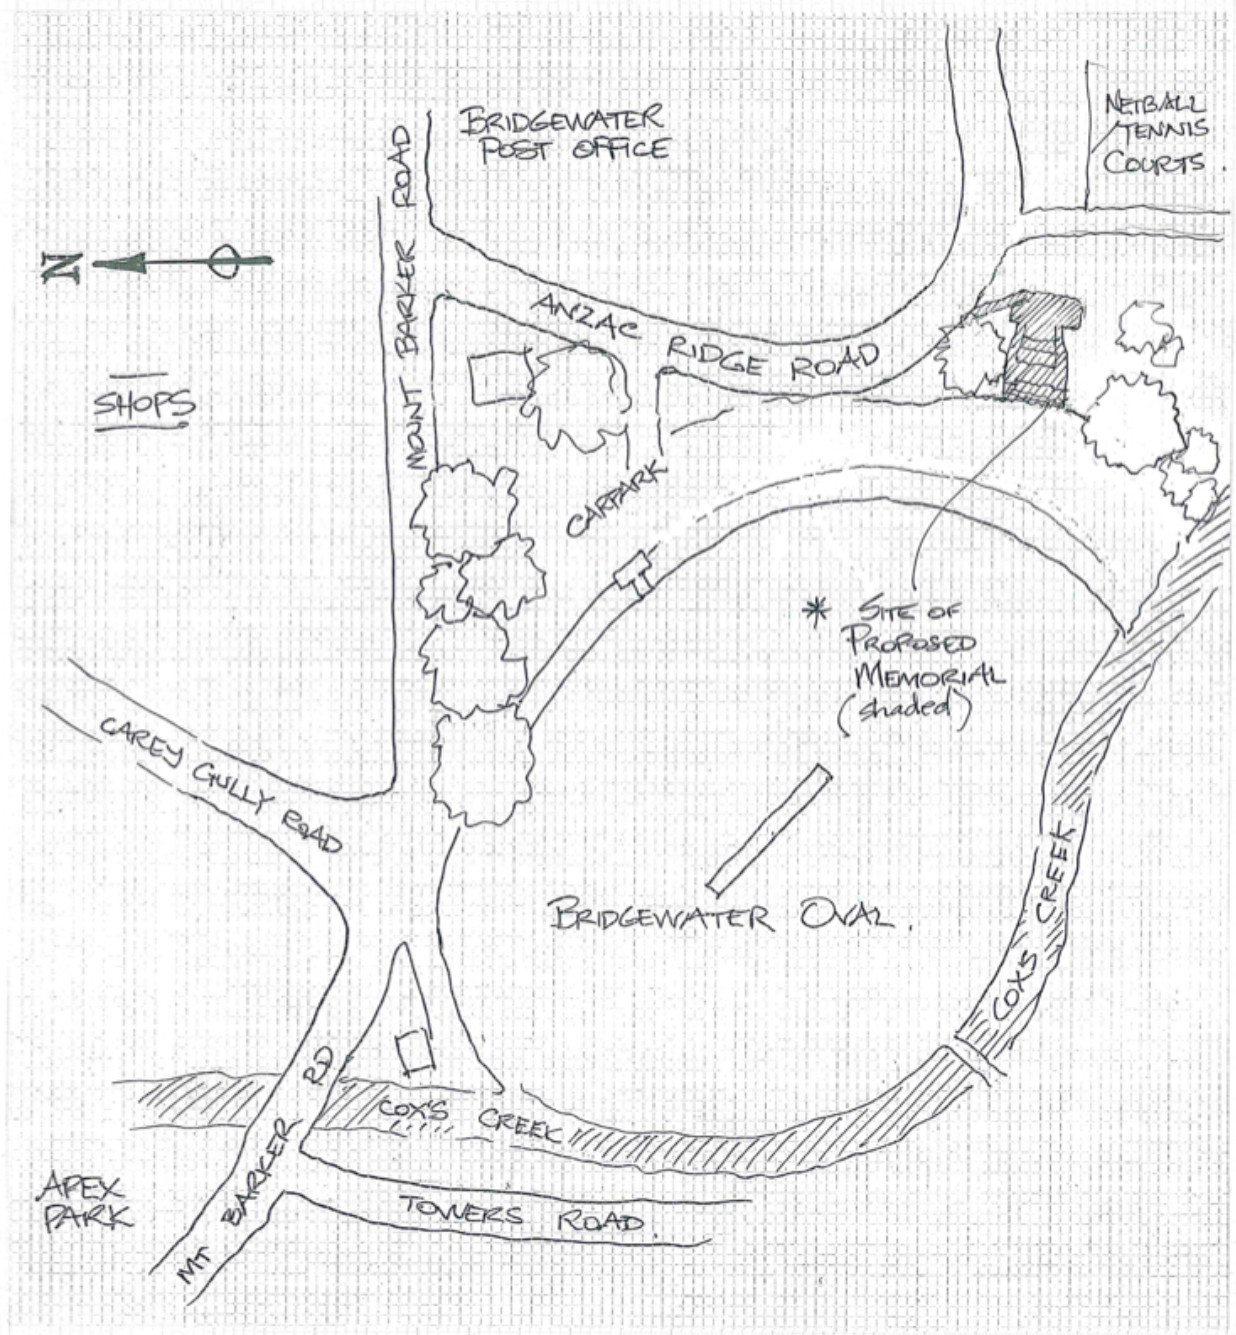 BRIDGEWATER
POST OFFICE
NETBALL
/TENNIS
COURTS.
MOUNT BARKER ROAD
N
ANZAC RIDGE ROAD
SHOPS
CARPARK
* SITE OF
PROPOSED
MEMORIAL
(shaded)
CAREY GULLY ROAD
BRIDGEWATER OVAL.
COXS CREEK
COX'S CREEK
APEX
PARK
MT BARKER RD
TOWERS ROAD